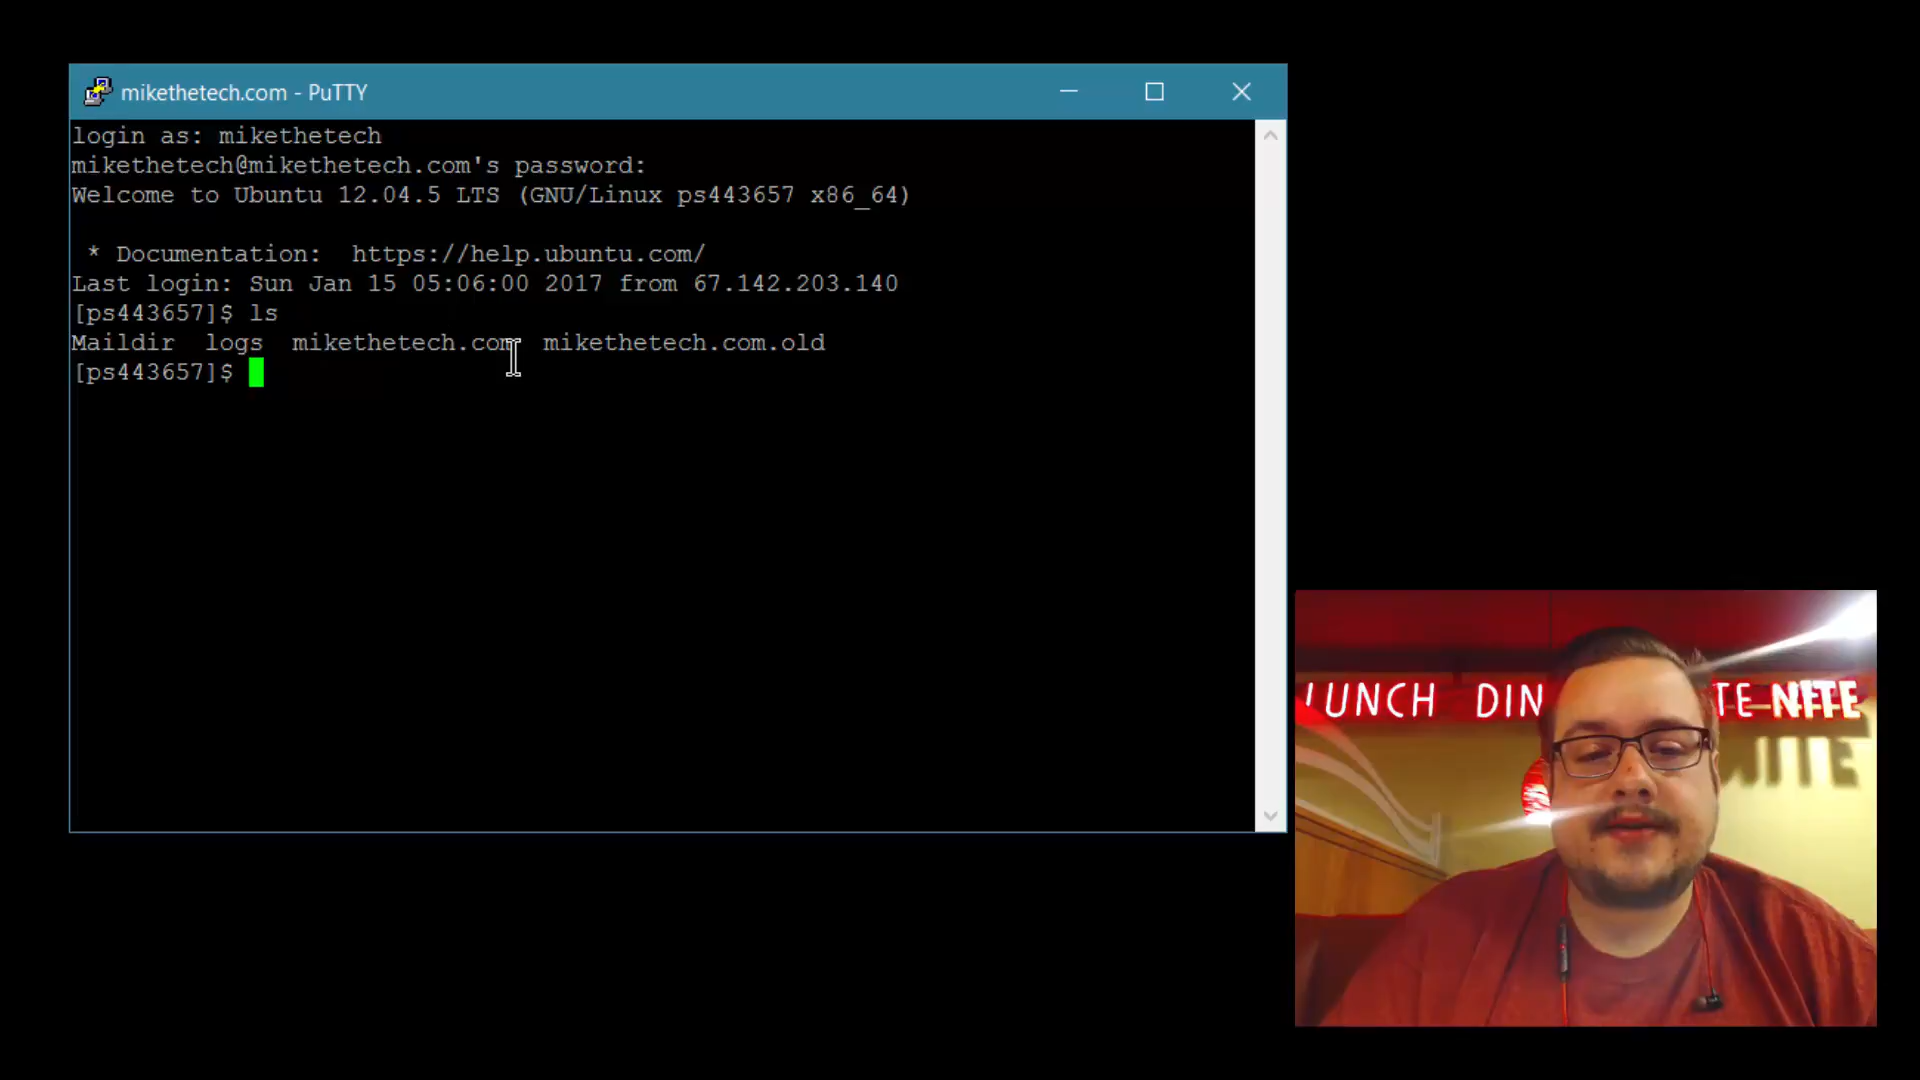 mikethetech.com - PuTTY
login as: mikethetech
mikethetech@mikethetech.com's password:
Welcome to Ubuntu 12.04.5 LTS (GNU/Linux ps443657 x86_64)
* Documentation:  https://help.ubuntu.com/
Last login: Sun Jan 15 05:06:00 2017 from 67.142.203.140
[ps443657]$ ls
Maildir  logs  mikethetech.com  mikethetech.com.old
[ps443657]$
LUNCH DIN TE NITE